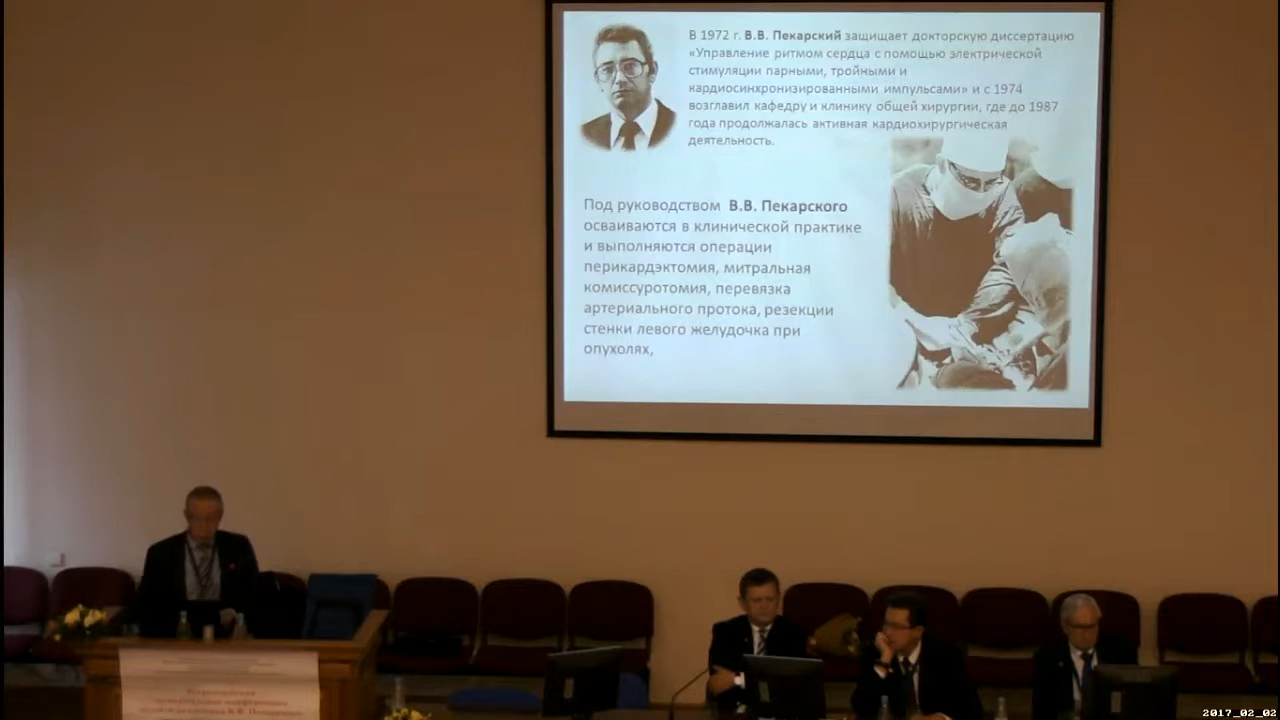 В 1972 г. В.В. Пекарский защищает докторскую диссертацию
«Управление ритмом сердца с помощью электрической
стимуляции парными, тройными и
кардиосинхронизированными импульсами» и с 1974
возглавил кафедру и клинику общей хирургии, где до 1987
года продолжалась активная кардиохирургическая
деятельность.
Под руководством В.В. Пекарского
осваиваются в клинической практике
и выполняются операции
перикардэктомия, митральная
комиссуротомия, перевязка
артериального протока, резекции
стенки левого желудочка при
опухолях,
2017_02_02